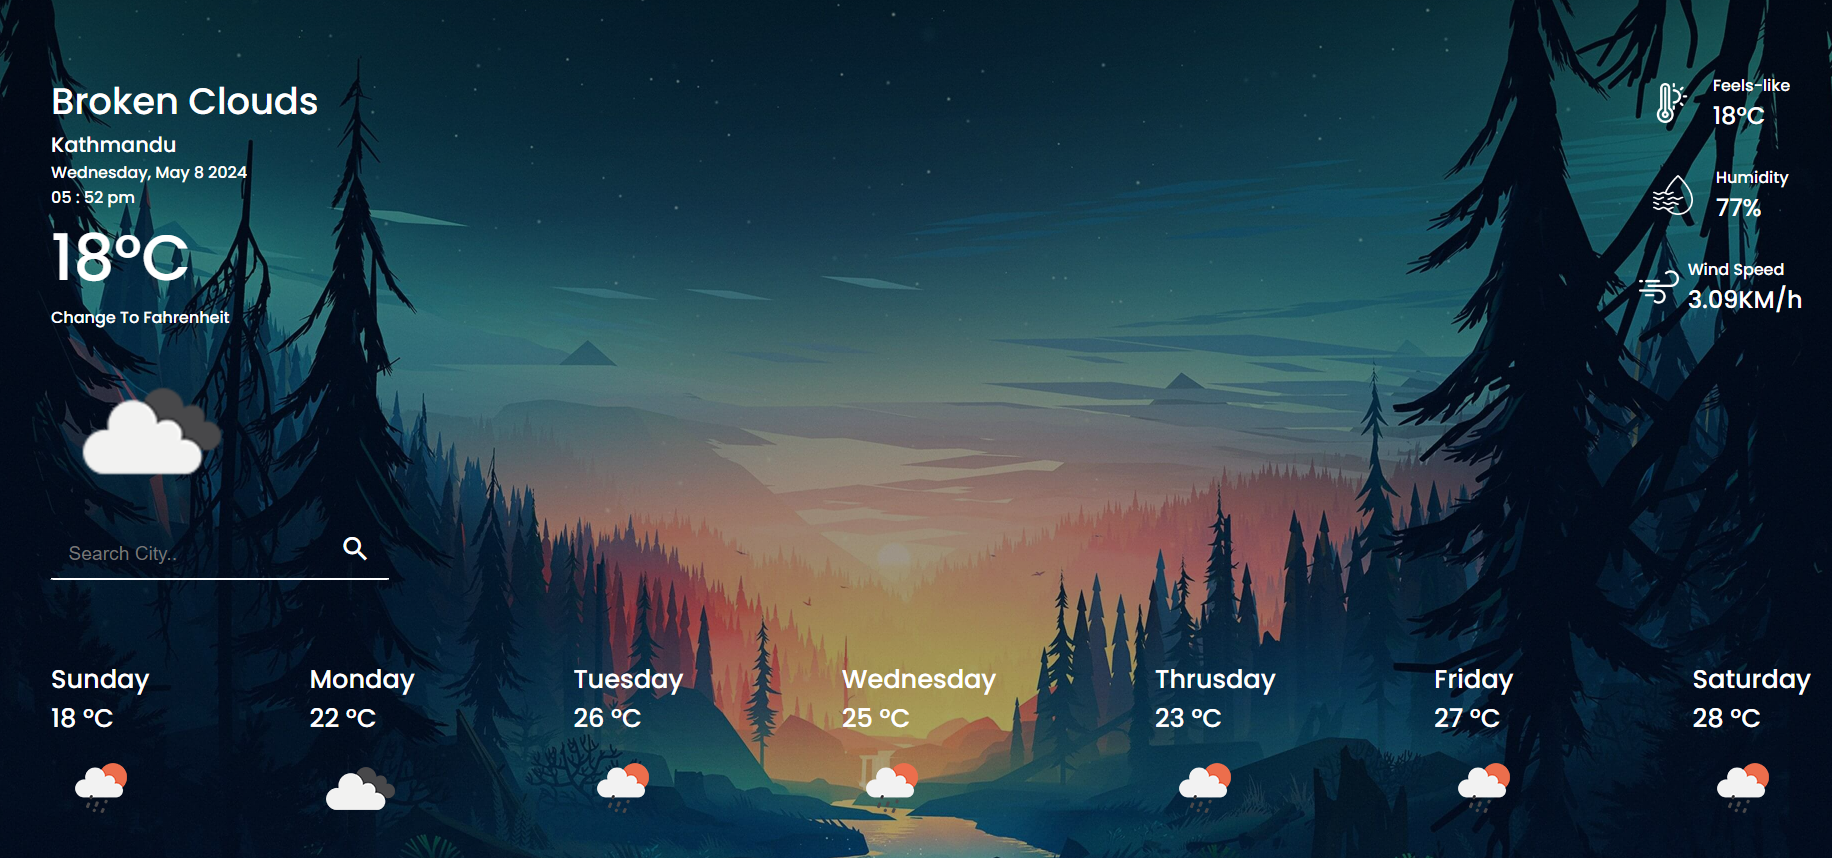 Broken Clouds
Kathmandu
Wednesday, May 8 2024
05 : 52 pm
18°C
Change To Fahrenheit
Search City..
Feels-like
18°C
Humidity
77%
Wind Speed
3.09KM/h
Sunday
18 °C
Monday
22 °C
Tuesday
26 °C
Wednesday
25 °C
Thrusday
23 °C
Friday
27 °C
Saturday
28 °C